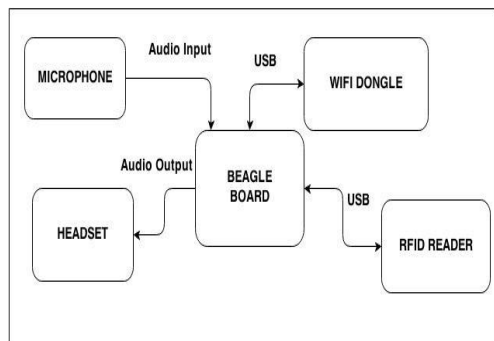 Audio Input
MICROPHONE
USB
WIFI DONGLE
Audio Output
BEAGLE
BOARD
HEADSET
USB
RFID READER